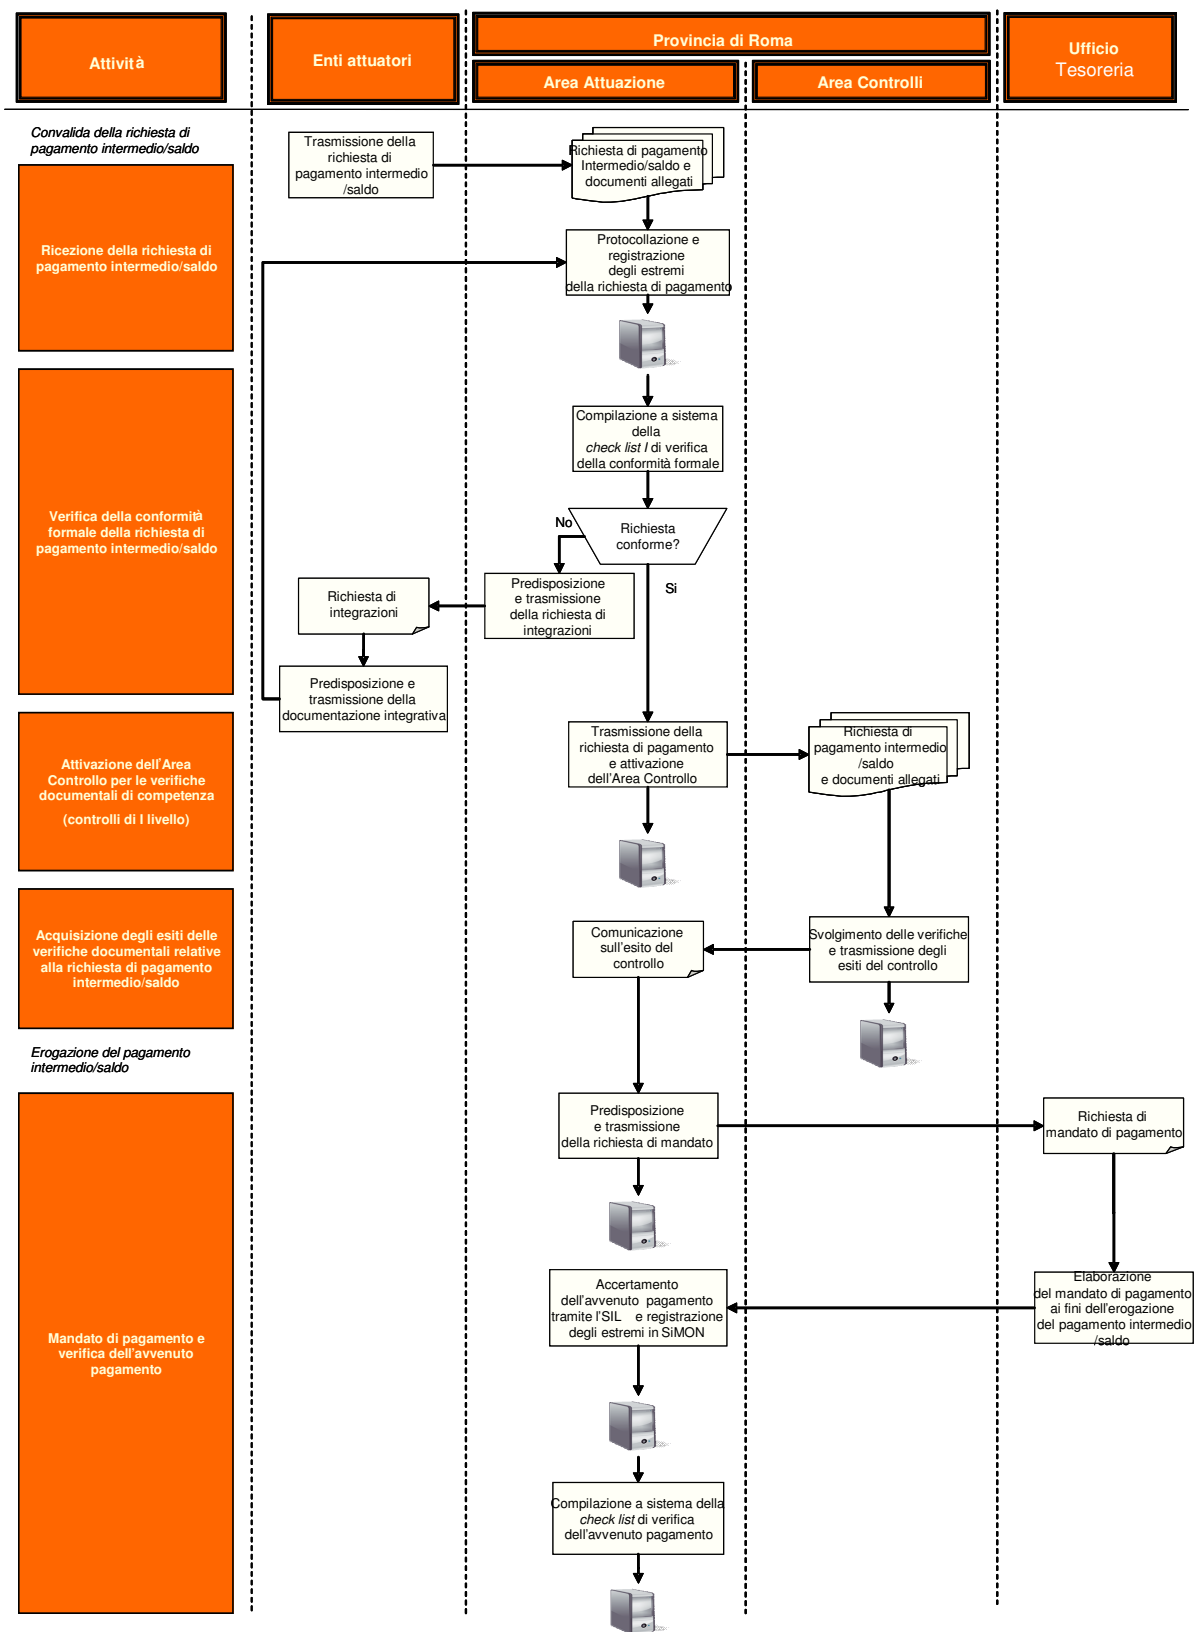 Attività
Enti attuatori
Provincia di Roma
Area Attuazione
Area Controlli
Ufficio
Tesoreria
Convalida della richiesta di
pagamento intermedio/saldo
Trasmissione della
richiesta di
pagamento intermedio
/saldo
Richiesta di pagamento
Intermedio/saldo e
documenti allegati
Ricezione della richiesta di
pagamento intermedio/saldo
Protocollazione e
registrazione
degli estremi
della richiesta di pagamento
Compilazione a sistema
della
check list I di verifica
della conformità formale
Verifica della conformità
formale della richiesta di
pagamento intermedio/saldo
No
Richiesta
conforme?
Si
Predisposizione
e trasmissione
della richiesta di
integrazioni
Richiesta di
integrazioni
Predisposizione e
trasmissione della
documentazione integrativa
Attivazione dell'Area
Controllo per le verifiche
documentali di competenza
(controlli di I livello)
Trasmissione della
richiesta di pagamento
e attivazione
dell'Area Controllo
Richiesta di
pagamento intermedio
/saldo
e documenti allegati
Acquisizione degli esiti delle
verifiche documentali relative
alla richiesta di pagamento
intermedio/saldo
Comunicazione
sull'esito del
controllo
Svolgimento delle verifiche
e trasmissione degli
esiti del controllo
Erogazione del pagamento
intermedio/saldo
Predisposizione
e trasmissione
della richiesta di mandato
Richiesta di
mandato di pagamento
Mandato di pagamento e
verifica dell'avvenuto
pagamento
Accertamento
dell'avvenuto pagamento
tramite l'SIL e registrazione
degli estremi in SiMON
Elaborazione
del mandato di pagamento
ai fini dell'erogazione
del pagamento intermedio
/saldo
Compilazione a sistema della
check list di verifica
dell'avvenuto pagamento